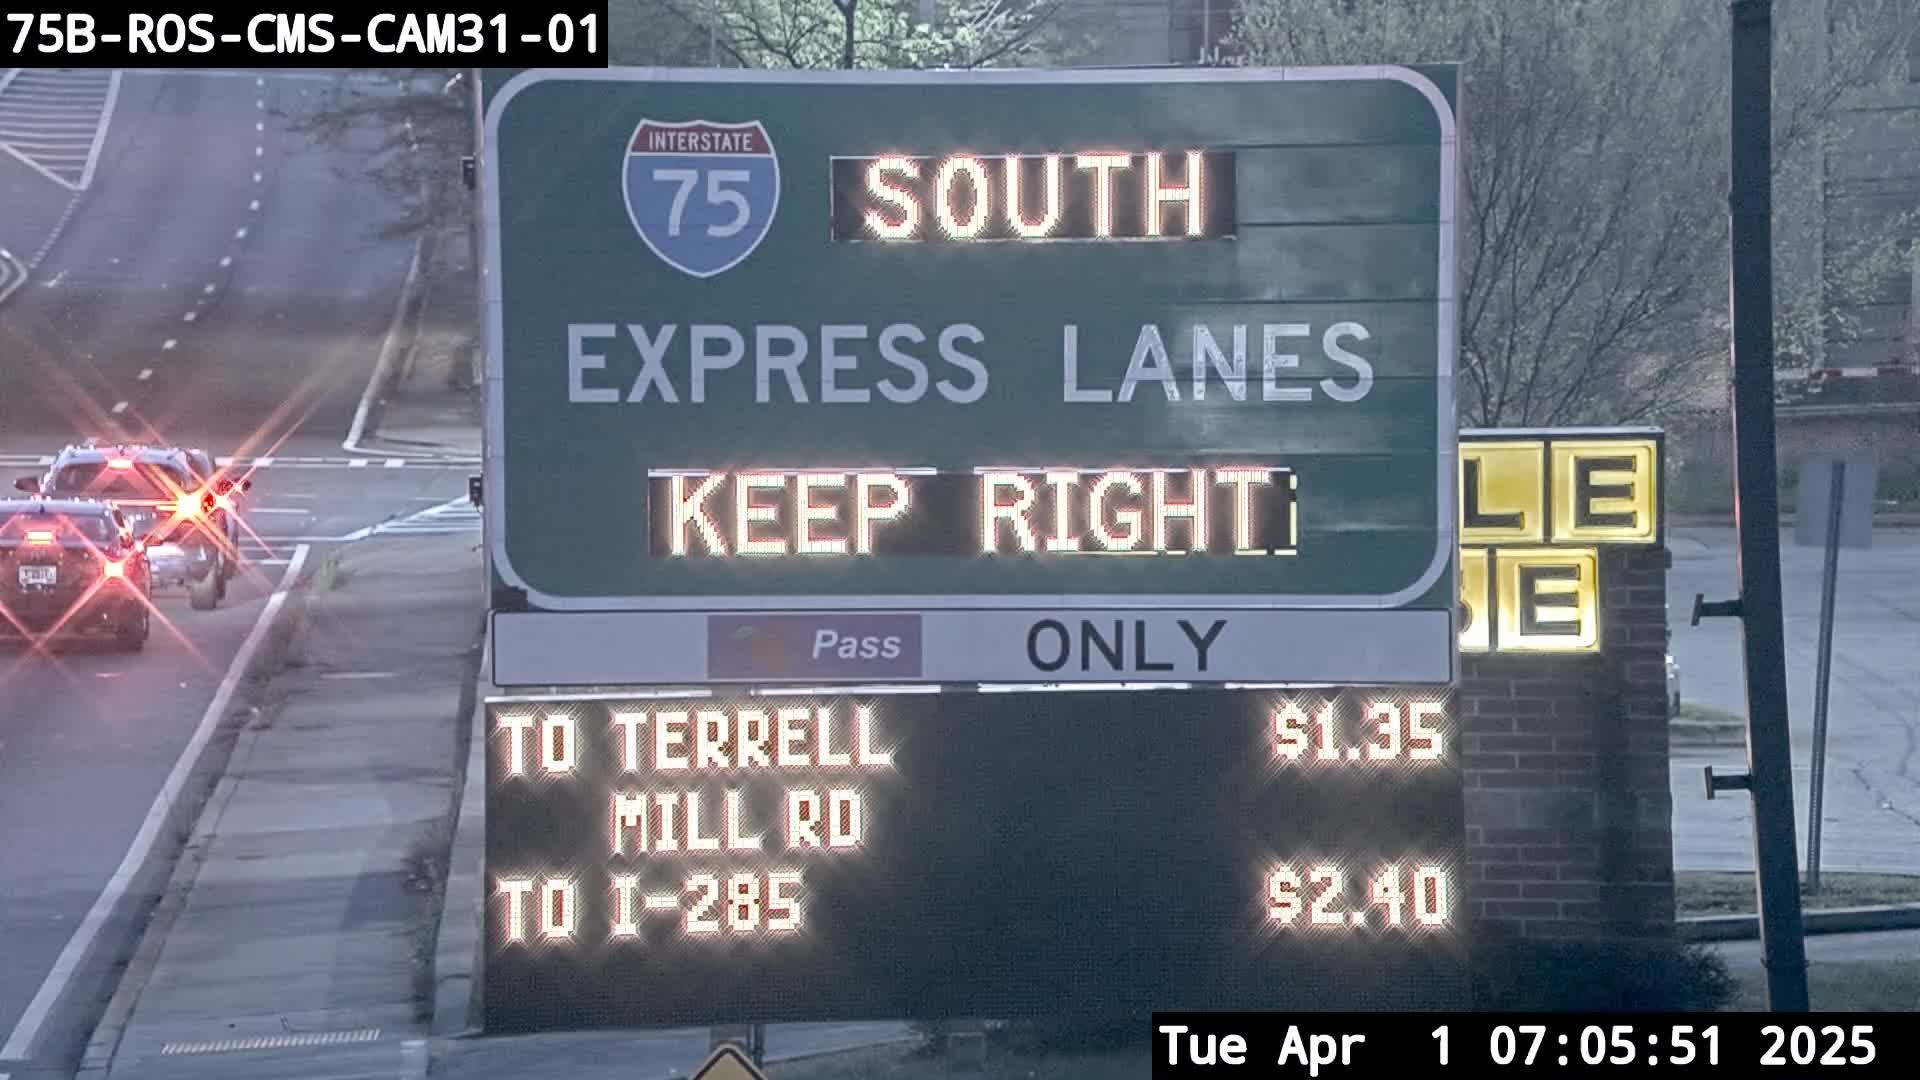 75B-ROS-CMS-CAM31-01
INTERSTATE
75
SOUTH
EXPRESS LANES
KEEP RIGHT
LE
E
Pass ONLY
TO TERRELL $1.35
MILL RD
TO I-285 $2.40
Tue Apr 1 07:05:51 2025